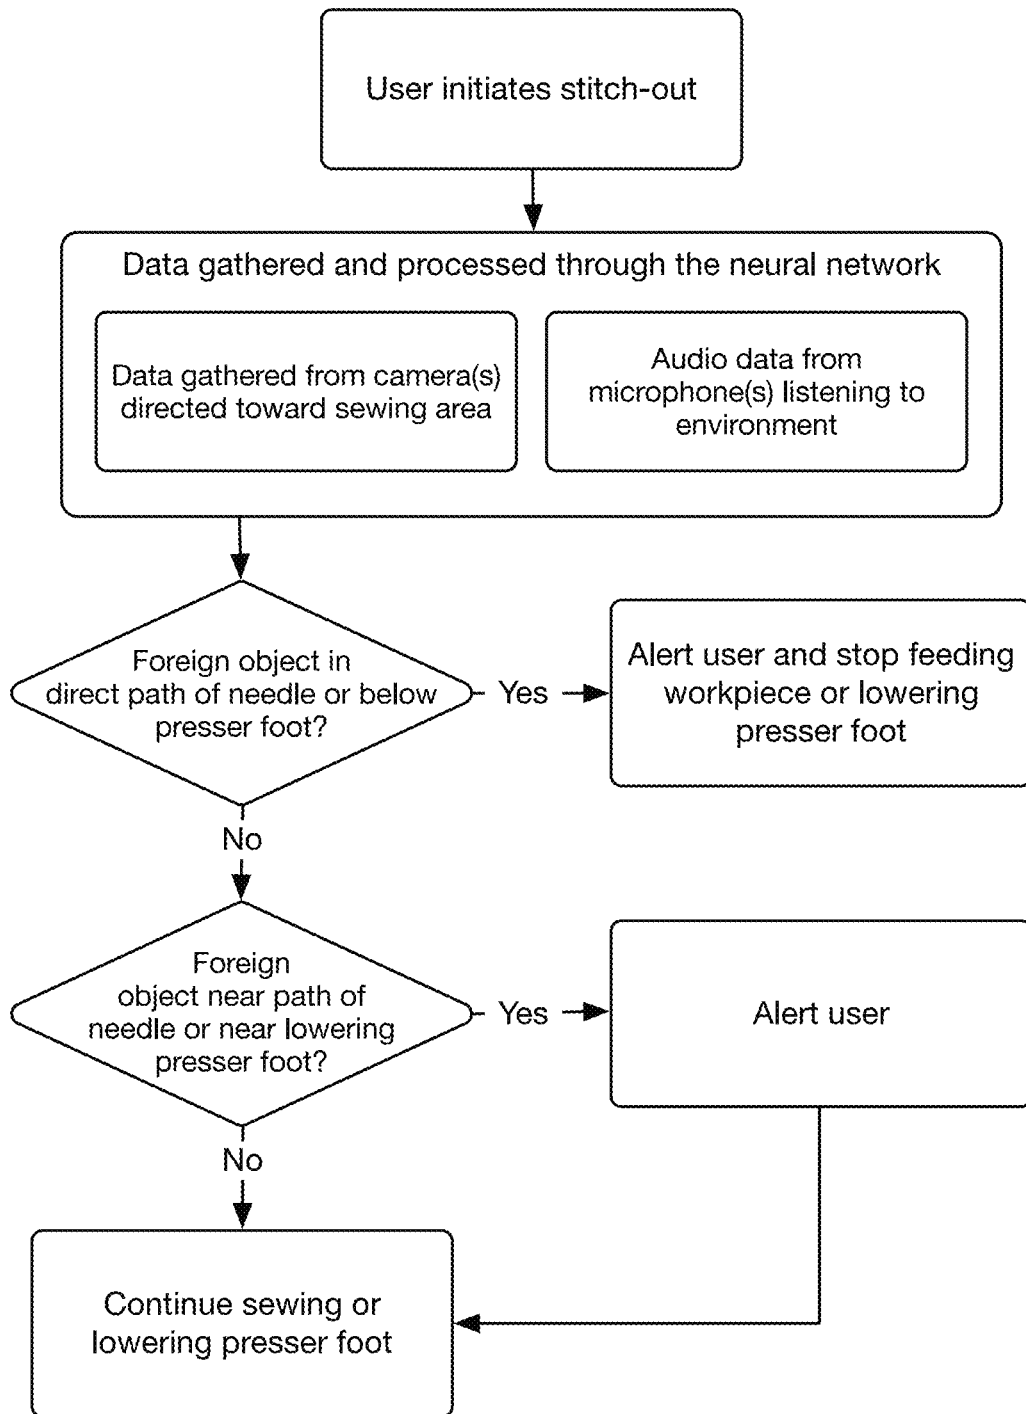 User initiates stitch-out
Data gathered and processed through the neural network
Data gathered from camera(s)
directed toward sewing area
Audio data from
microphone(s) listening to
environment
Foreign object in
direct path of needle or below
presser foot?
Yes
Alert user and stop feeding
workpiece or lowering
presser foot
No
Foreign
object near path of
needle or near lowering
presser foot?
Yes
Alert user
No
Continue sewing or
lowering presser foot